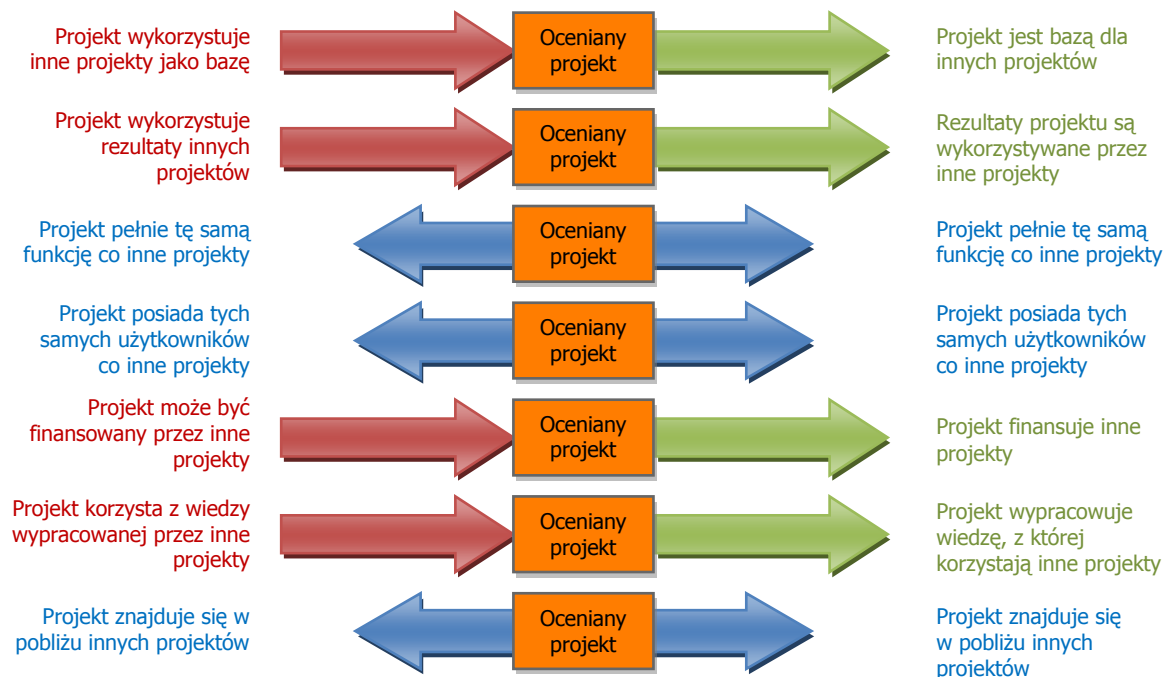 Projekt wykorzystuje
inne projekty jako bazę
Oceniany
projekt
Projekt jest bazą dla
innych projektów
Projekt wykorzystuje
rezultaty innych
projektów
Oceniany
projekt
Rezultaty projektu są
wykorzystywane przez
inne projekty
Projekt pełnie tę samą
funkcję co inne projekty
Oceniany
projekt
Projekt pełnie tę samą
funkcję co inne projekty
Projekt posiada tych
samych użytkowników
co inne projekty
Oceniany
projekt
Projekt posiada tych
samych użytkowników
co inne projekty
Projekt może być
finansowany przez inne
projekty
Oceniany
projekt
Projekt finansuje inne
projekty
Projekt korzysta z wiedzy
wypracowanej przez inne
projekty
Oceniany
projekt
Projekt wypracowuje
wiedzę, z której
korzystają inne projekty
Projekt znajduje się w
pobliżu innych projektów
Oceniany
projekt
Projekt znajduje się
w pobliżu innych
projektów